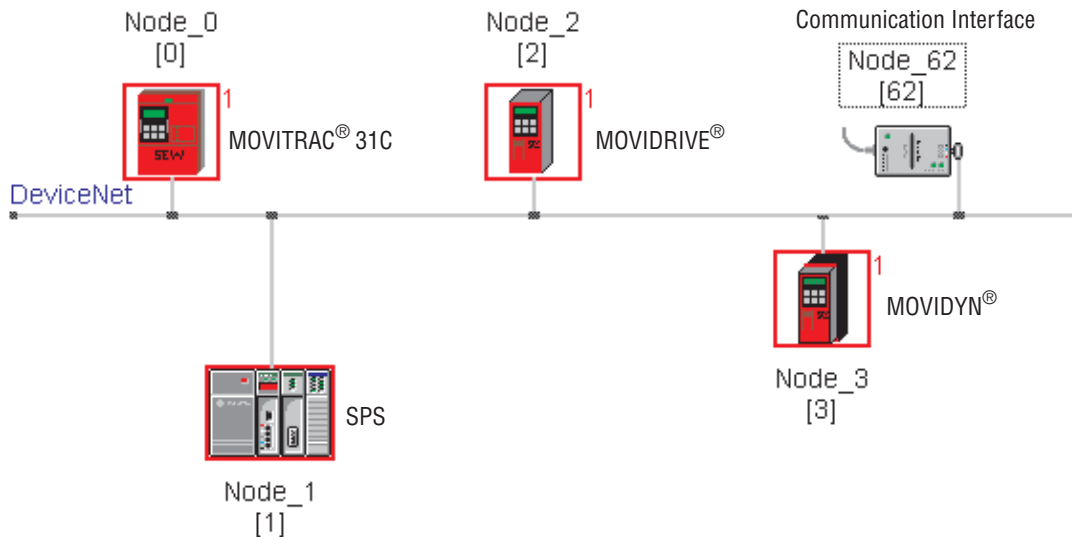 Node_0
[0]
Node_2
[2]
Communication Interface
Node_62
[62]
1
MOVITRAC® 31C
SEW
1
MOVIDRIVE®
DeviceNet
1
MOVIDYN®
Node_3
[3]
SPS
Node_1
[1]